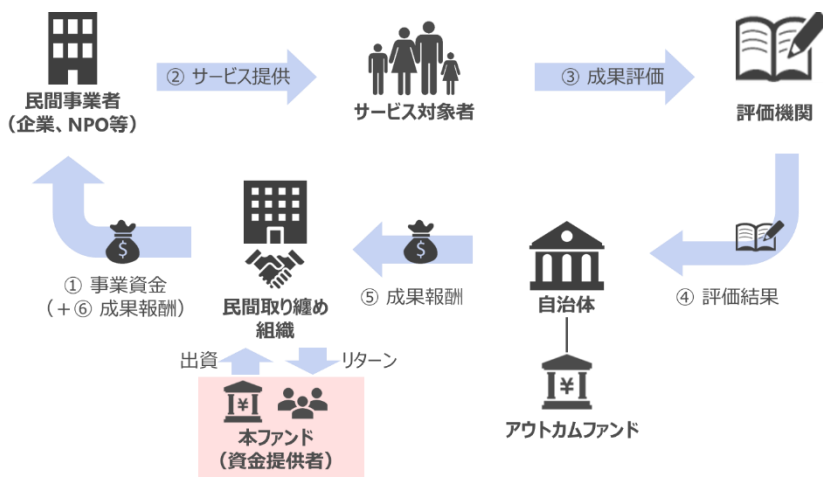 ② サービス提供
③ 成果評価
民間事業者
（企業、NPO等）
サービス対象者
評価機関
$
$
① 事業資金
（＋⑥ 成果報酬）
民間取り纏め
組織
⑤ 成果報酬
自治体
④ 評価結果
出資
リターン
¥
¥
本ファンド
（資金提供者）
アウトカムファンド